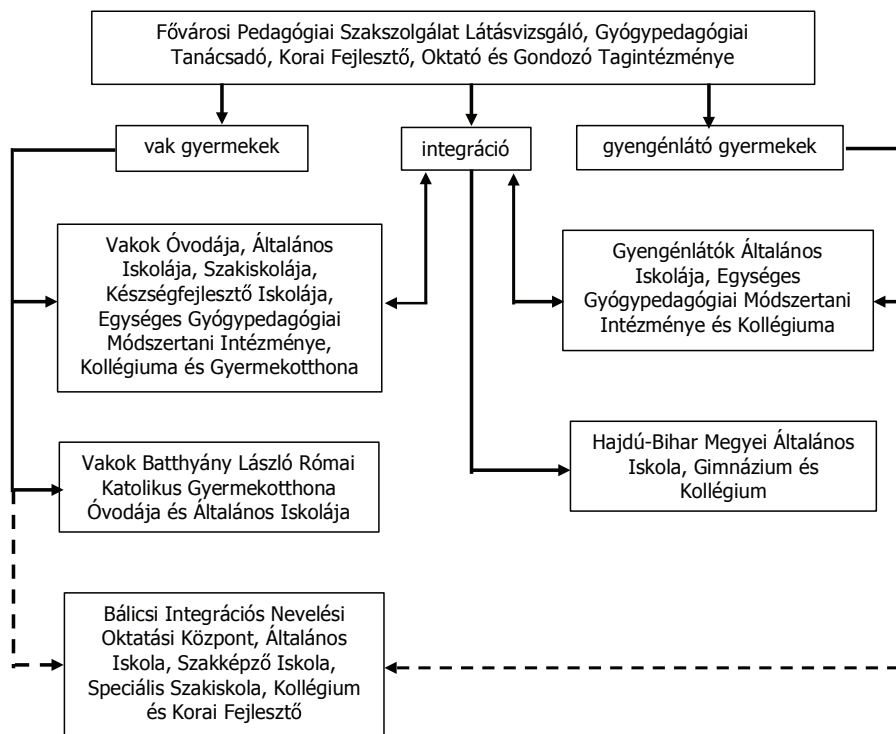 Fővárosi Pedagógiai Szakszolgálat Látásvizsgáló, Gyógypedagógiai
Tanácsadó, Korai Fejlesztő, Oktató és Gondozó Tagintézménye
vak gyermekek
integráció
gyengénlátó gyermekek
Vakok Óvodája, Általános
Iskolája, Szakiskolája,
Készségfejlesztő Iskolája,
Egységes Gyógypedagógiai
Módszertani Intézménye,
Kollégiuma és Gyermekotthona
Gyengénlátók Általános
Iskolája, Egységes
Gyógypedagógiai Módszertani
Intézménye és Kollégiuma
Vakok Batthyány László Római
Katolikus Gyermekotthona
Óvodája és Általános Iskolája
Hajdú-Bihar Megyei Általános
Iskola, Gimnázium és
Kollégium
Bálicsi Integrációs Nevelési
Oktatási Központ, Általános
Iskola, Szakképző Iskola,
Speciális Szakiskola, Kollégium
és Korai Fejlesztő